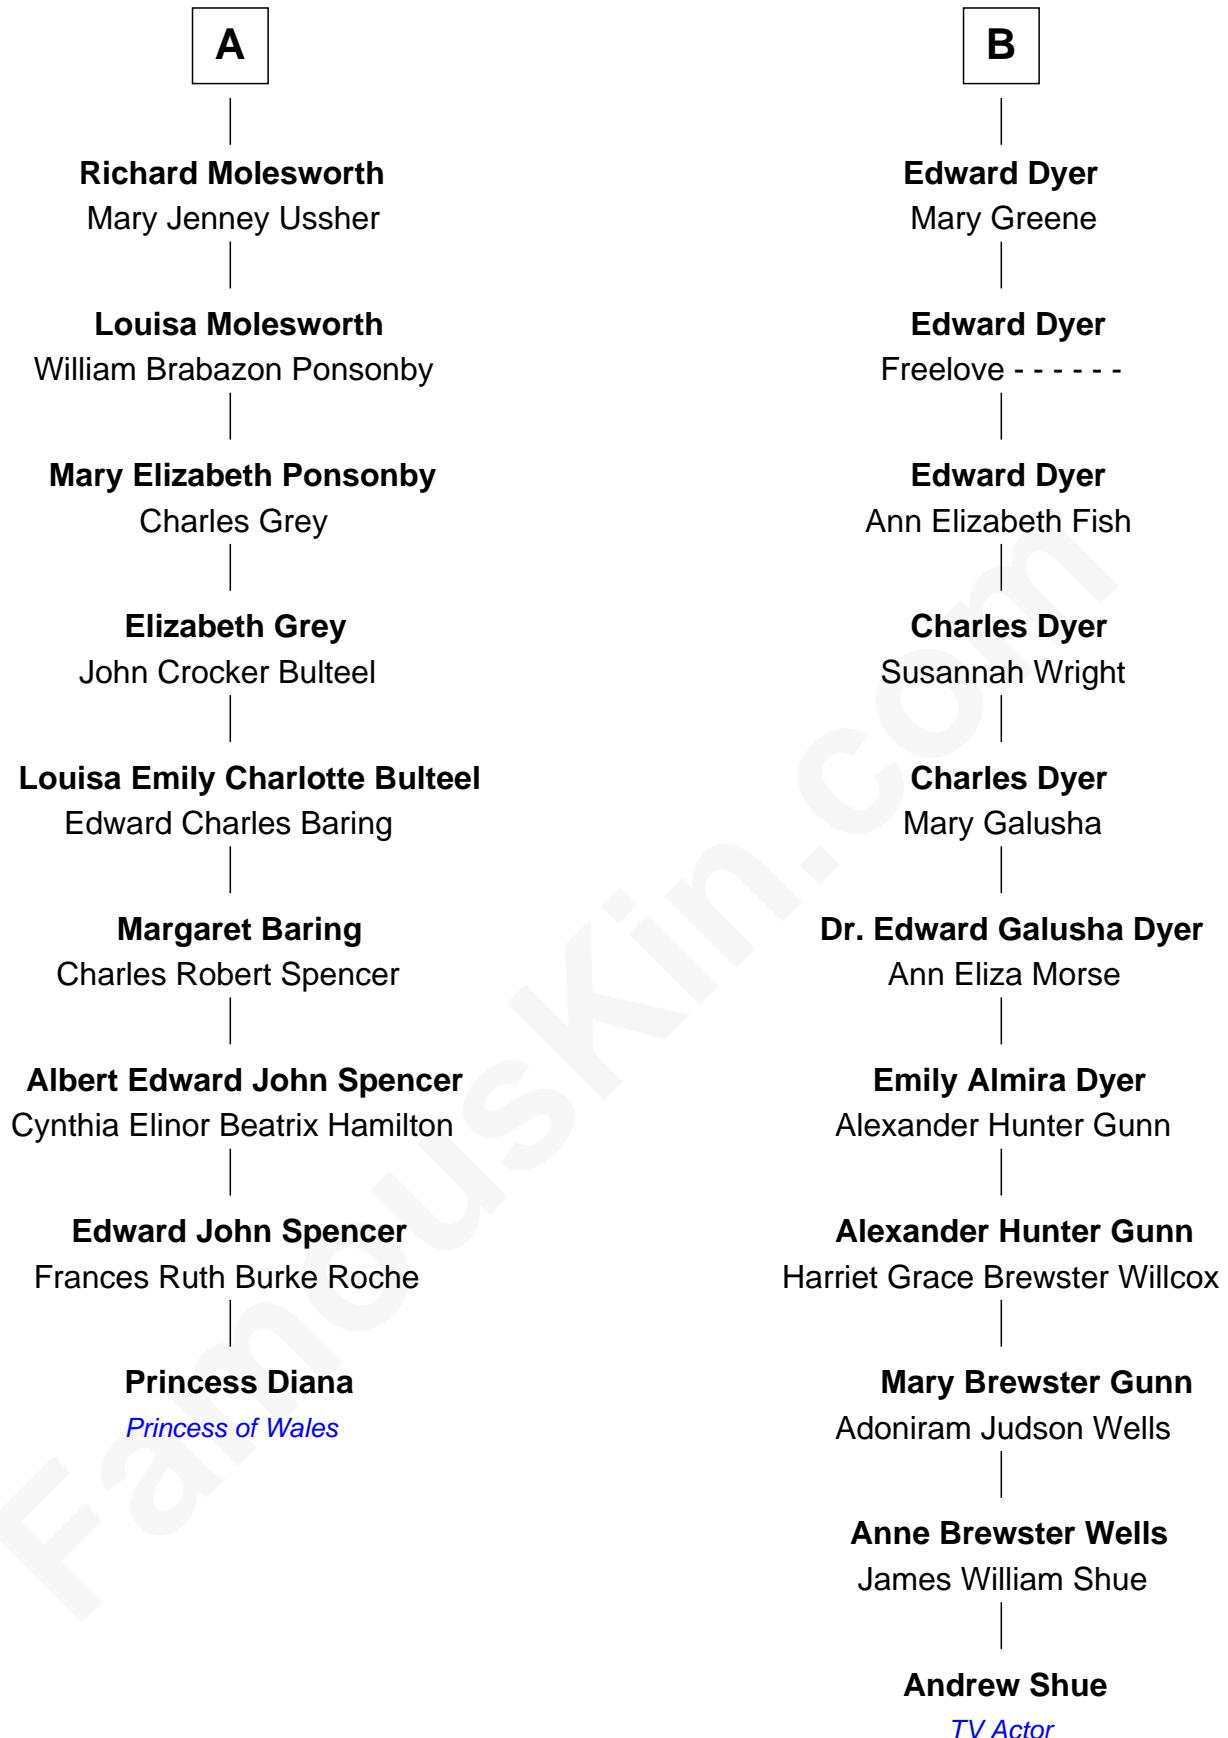 A
Richard Molesworth
Mary Jenney Ussher
Louisa Molesworth
William Brabazon Ponsonby
Mary Elizabeth Ponsonby
Charles Grey
Elizabeth Grey
John Crocker Bulteel
Louisa Emily Charlotte Bulteel
Edward Charles Baring
Margaret Baring
Charles Robert Spencer
Albert Edward John Spencer
Cynthia Elinor Beatrix Hamilton
Edward John Spencer
Frances Ruth Burke Roche
Princess Diana
Princess of Wales
B
Edward Dyer
Mary Greene
Edward Dyer
Freelove - - - - - -
Edward Dyer
Ann Elizabeth Fish
Charles Dyer
Susannah Wright
Charles Dyer
Mary Galusha
Dr. Edward Galusha Dyer
Ann Eliza Morse
Emily Almira Dyer
Alexander Hunter Gunn
Alexander Hunter Gunn
Harriet Grace Brewster Willcox
Mary Brewster Gunn
Adoniram Judson Wells
Anne Brewster Wells
James William Shue
Andrew Shue
TV Actor
FamousKin.com